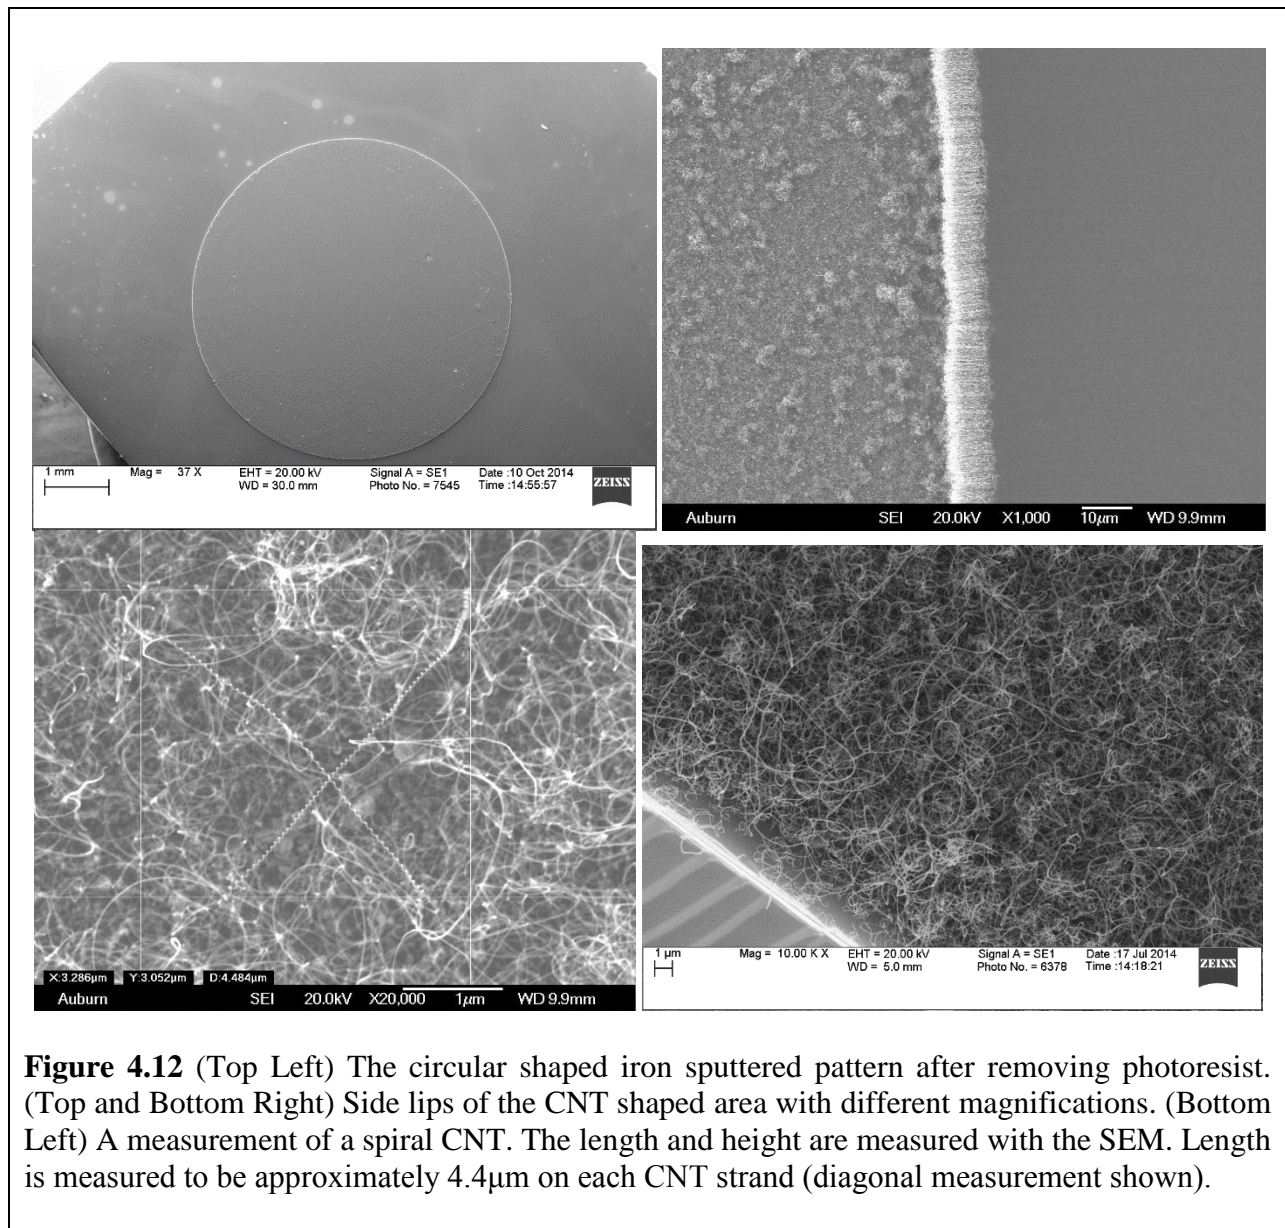 1 mm Mag = 37 X EHT = 20.00 kV Signal A = SE1 Date :10 Oct 2014
WD = 30.0 mm Photo No. = 7545 Time :14:55:57
ZEISS
Auburn SEI 20.0kV X1,000 10µm WD 9.9mm
X:3.286µm Y:3.052µm D:4.484µm
Auburn SEI 20.0kV X20,000 1µm WD 9.9mm
1 µm Mag = 10.00 K X EHT = 20.00 kV Signal A = SE1 Date :17 Jul 2014
WD = 5.0 mm Photo No. = 6378 Time :14:18:21
ZEISS
Figure 4.12 (Top Left) The circular shaped iron sputtered pattern after removing photoresist.
(Top and Bottom Right) Side lips of the CNT shaped area with different magnifications. (Bottom
Left) A measurement of a spiral CNT. The length and height are measured with the SEM. Length
is measured to be approximately 4.4µm on each CNT strand (diagonal measurement shown).